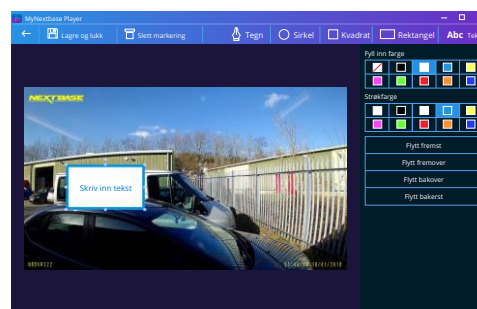 MyNextbase Player
Lagre og lukk
Slett markering
Tegn
Sirkel
Kvadrat
Rektangel
Abc
Fyll inn farge
Strøkfarge
Flytt fremst
Flytt fremover
Flytt bakover
Flytt bakerst
NEXTBASE
Skriv inn tekst